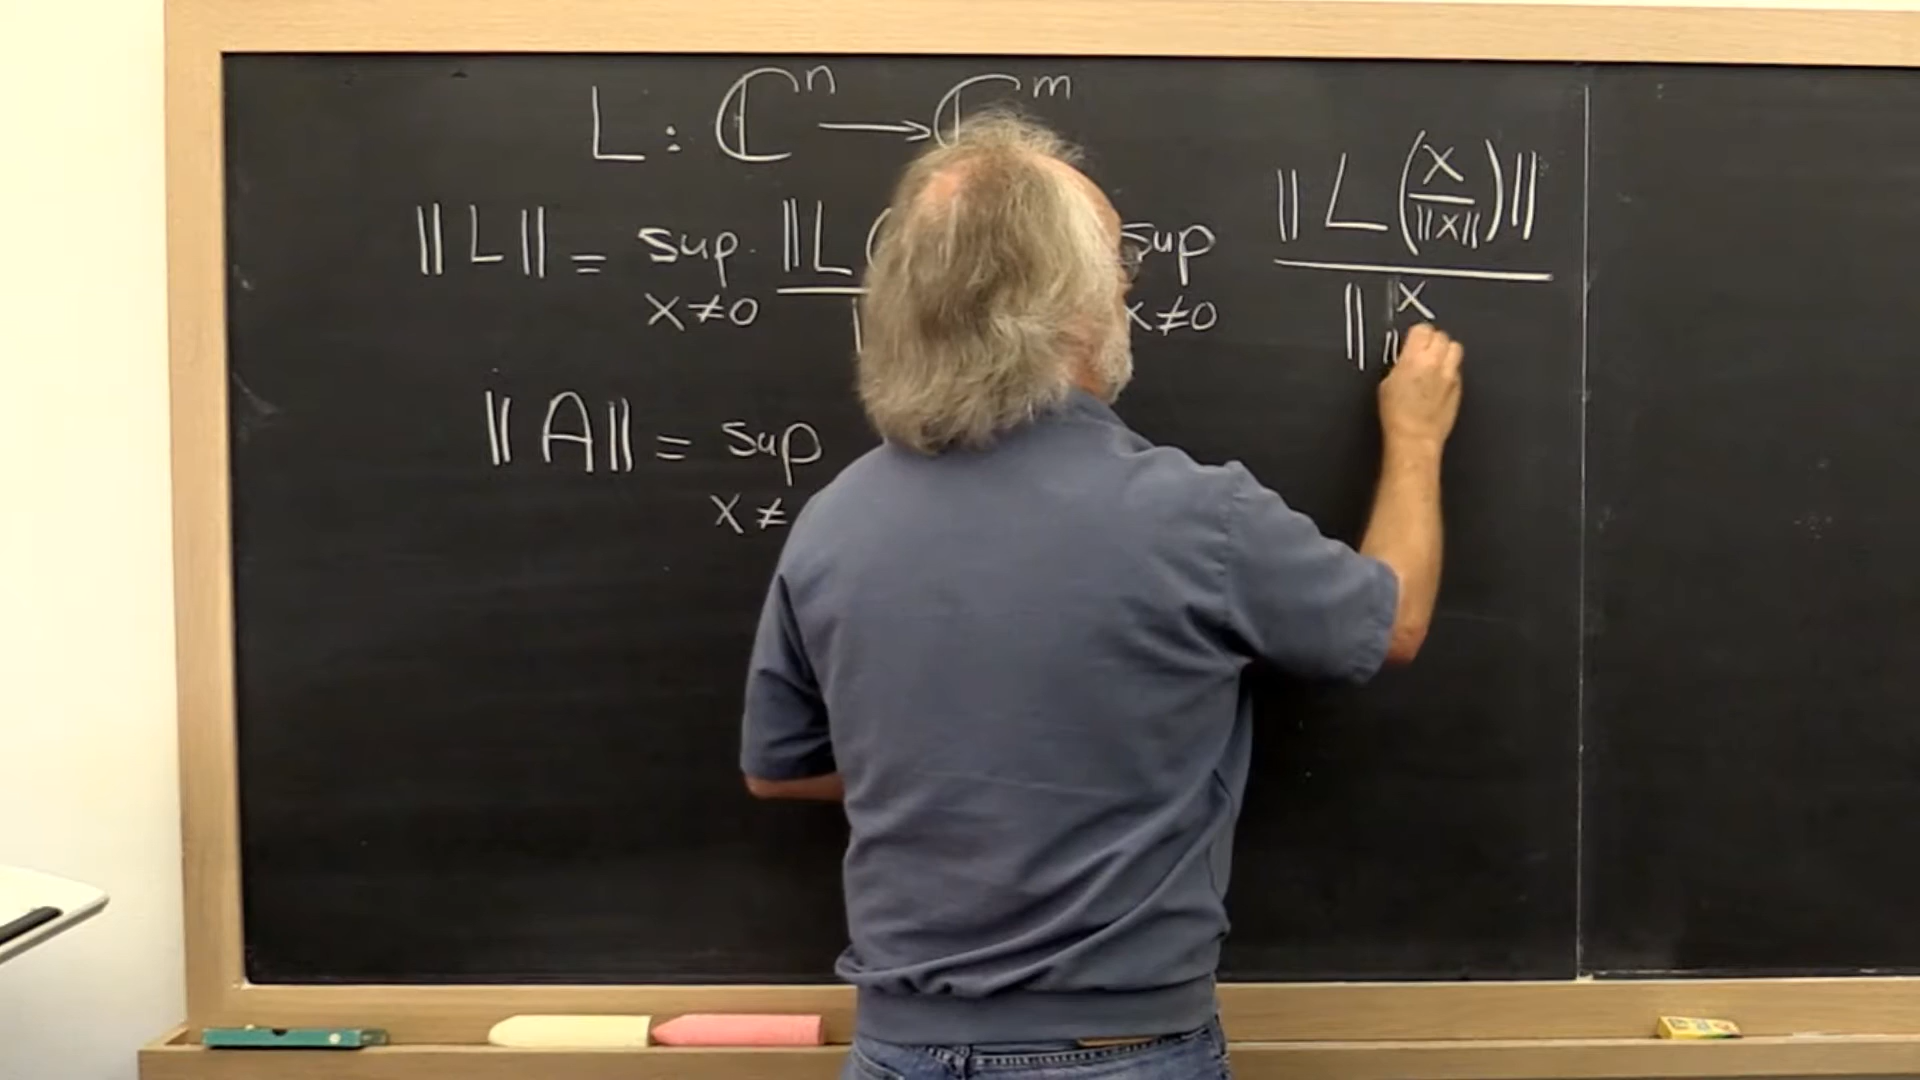 L : ℂⁿ ⟶ ℂᵐ
‖L‖ = sup x≠0 ‖L( sup x≠0 ‖L(x/‖x‖)‖ / ‖x
‖A‖ = sup x≠